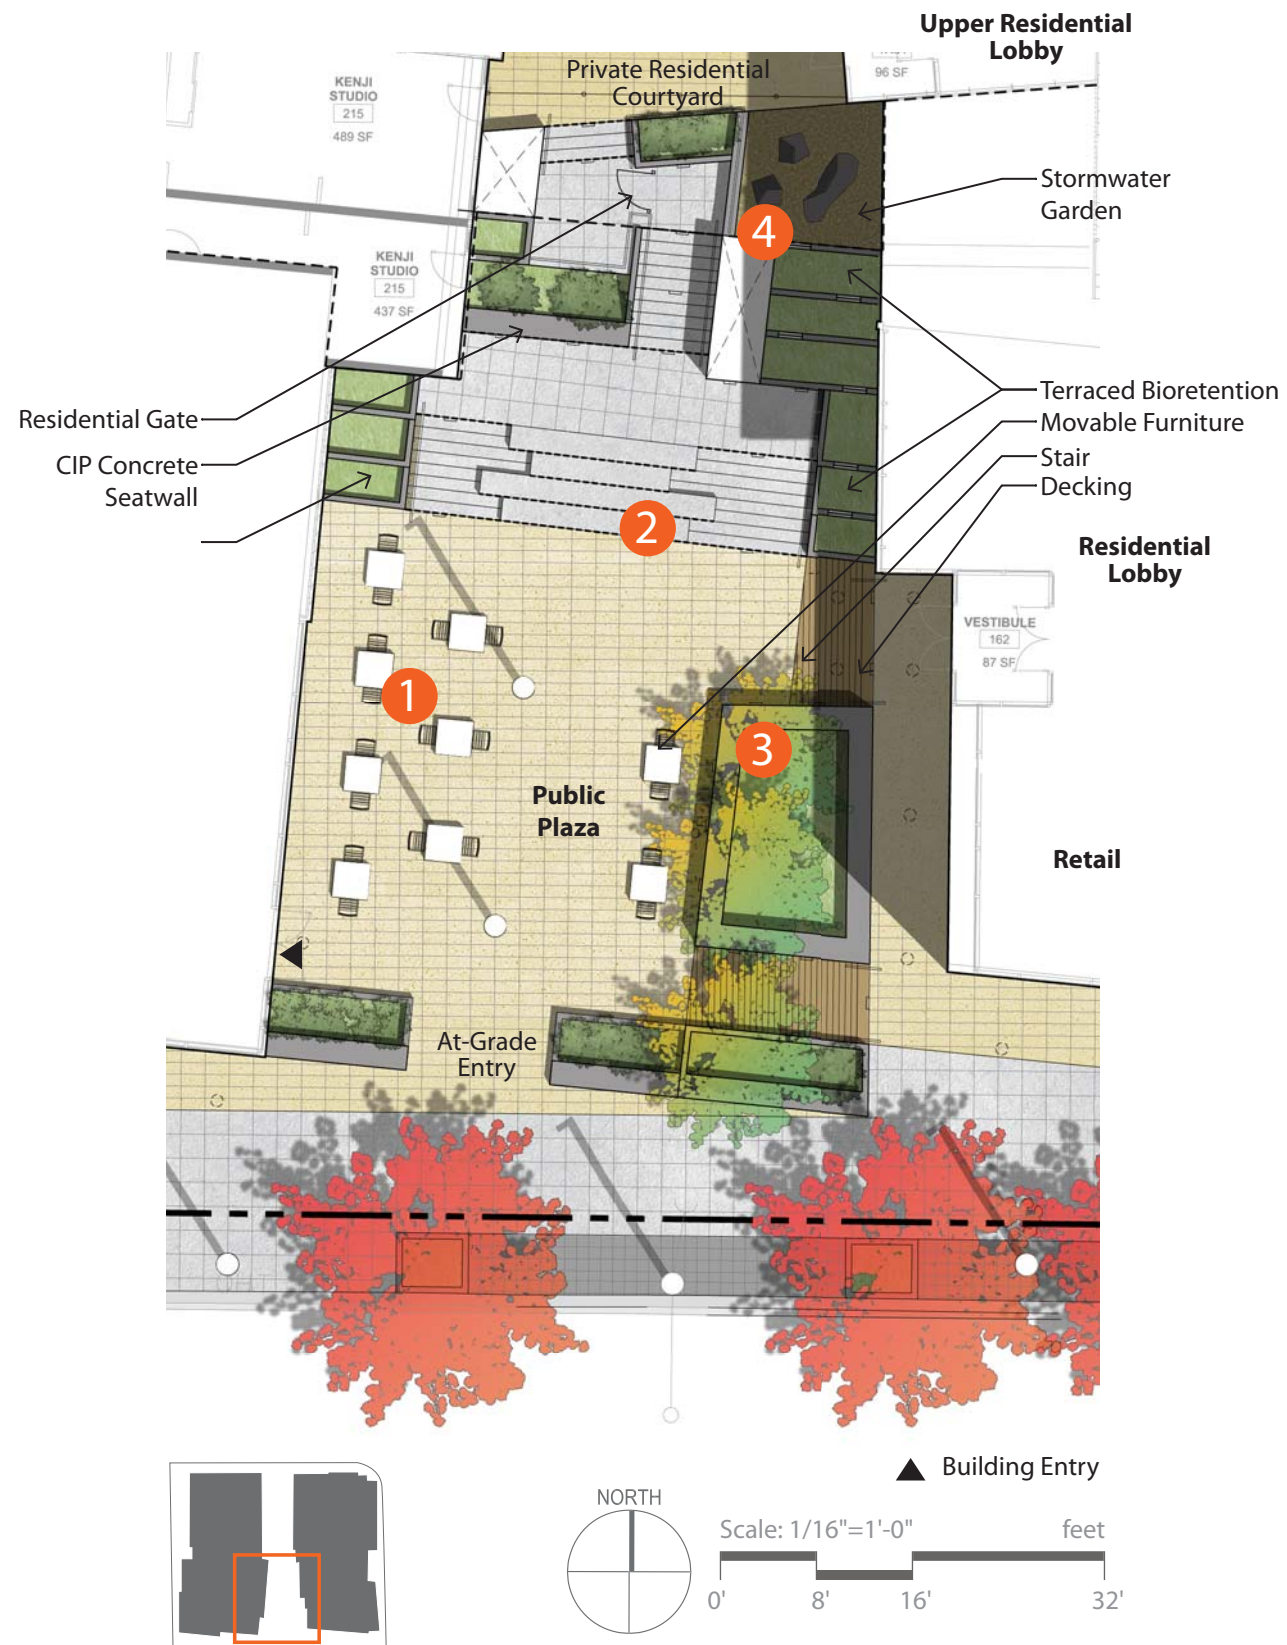 Upper Residential
Lobby
96 SF
Private Residential
Courtyard
KENJI
STUDIO
215
489 SF
Stormwater
Garden
4
KENJI
STUDIO
215
437 SF
Residential Gate
CIP Concrete
Seatwall
Terraced Bioretention
Movable Furniture
Stair
Decking
2
Residential
Lobby
VESTIBULE
162
87 SF
1
3
Public
Plaza
Retail
At-Grade
Entry
Building Entry
NORTH
Scale: 1/16"=1'-0"
feet
0'
8'
16'
32'